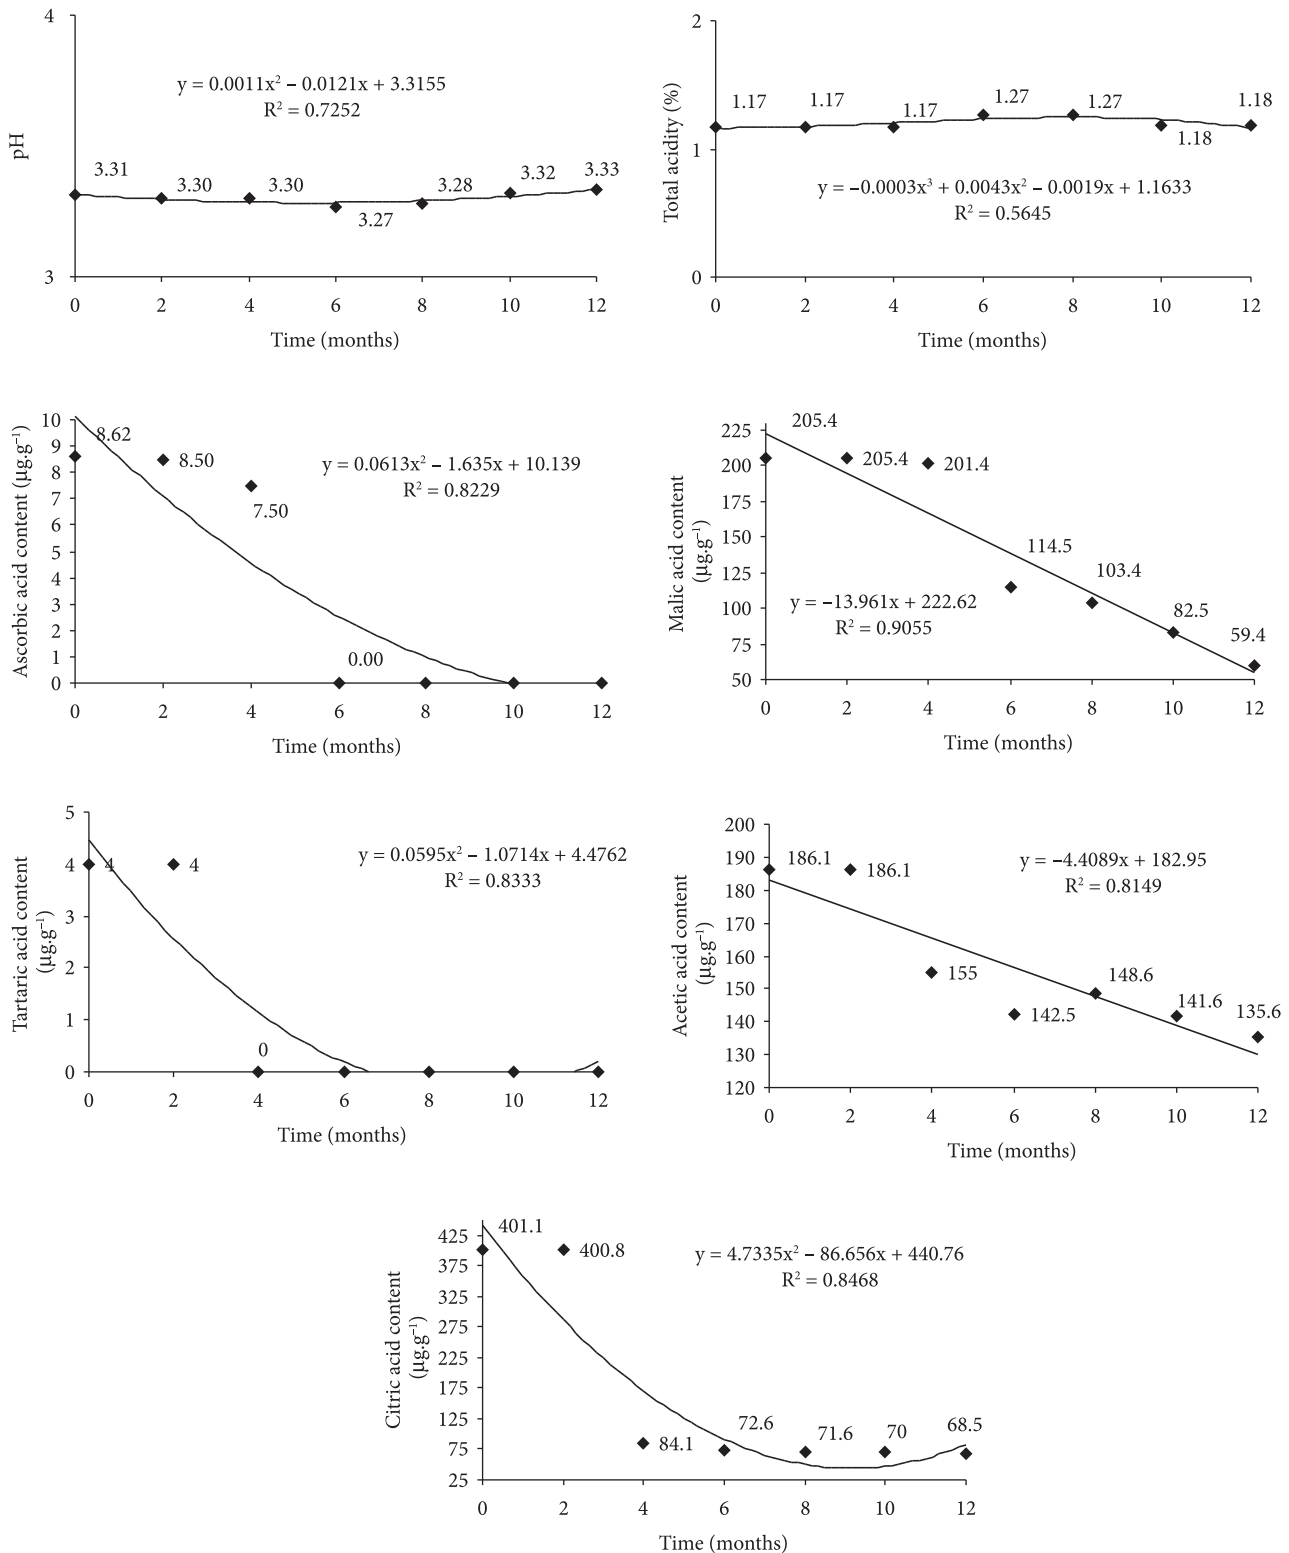 4
y = 0.0011x² – 0.0121x + 3.3155
R² = 0.7252
pH
3.31
3.30
3.30
3.27
3.28
3.32
3.33
3
0 2 4 6 8 10 12
Time (months)
2
Total acidity (%)
1.17
1.17
1.17
1.27
1.27
1.18
1.18
1
y = –0.0003x³ + 0.0043x² – 0.0019x + 1.1633
R² = 0.5645
0
0 2 4 6 8 10 12
Time (months)
Ascorbic acid content (µg.g⁻¹)
10
9
8
7
6
5
4
3
2
1
0
8.62
8.50
7.50
0.00
y = 0.0613x² – 1.635x + 10.139
R² = 0.8229
0 2 4 6 8 10 12
Time (months)
Malic acid content
(µg.g⁻¹)
225
200
175
150
125
100
75
50
205.4
205.4
201.4
114.5
103.4
82.5
59.4
y = –13.961x + 222.62
R² = 0.9055
0 2 4 6 8 10 12
Time (months)
Tartaric acid content
(µg.g⁻¹)
5
4
3
2
1
0
4
4
0
y = 0.0595x² – 1.0714x + 4.4762
R² = 0.8333
0 2 4 6 8 10 12
Time (months)
Acetic acid content
(µg.g⁻¹)
200
190
180
170
160
150
140
130
120
186.1
186.1
155
142.5
148.6
141.6
135.6
y = –4.4089x + 182.95
R² = 0.8149
0 2 4 6 8 10 12
Time (months)
Citric acid content
(µg.g⁻¹)
425
375
325
275
225
175
125
75
25
401.1
400.8
84.1
72.6
71.6
70
68.5
y = 4.7335x² – 86.656x + 440.76
R² = 0.8468
0 2 4 6 8 10 12
Time (months)